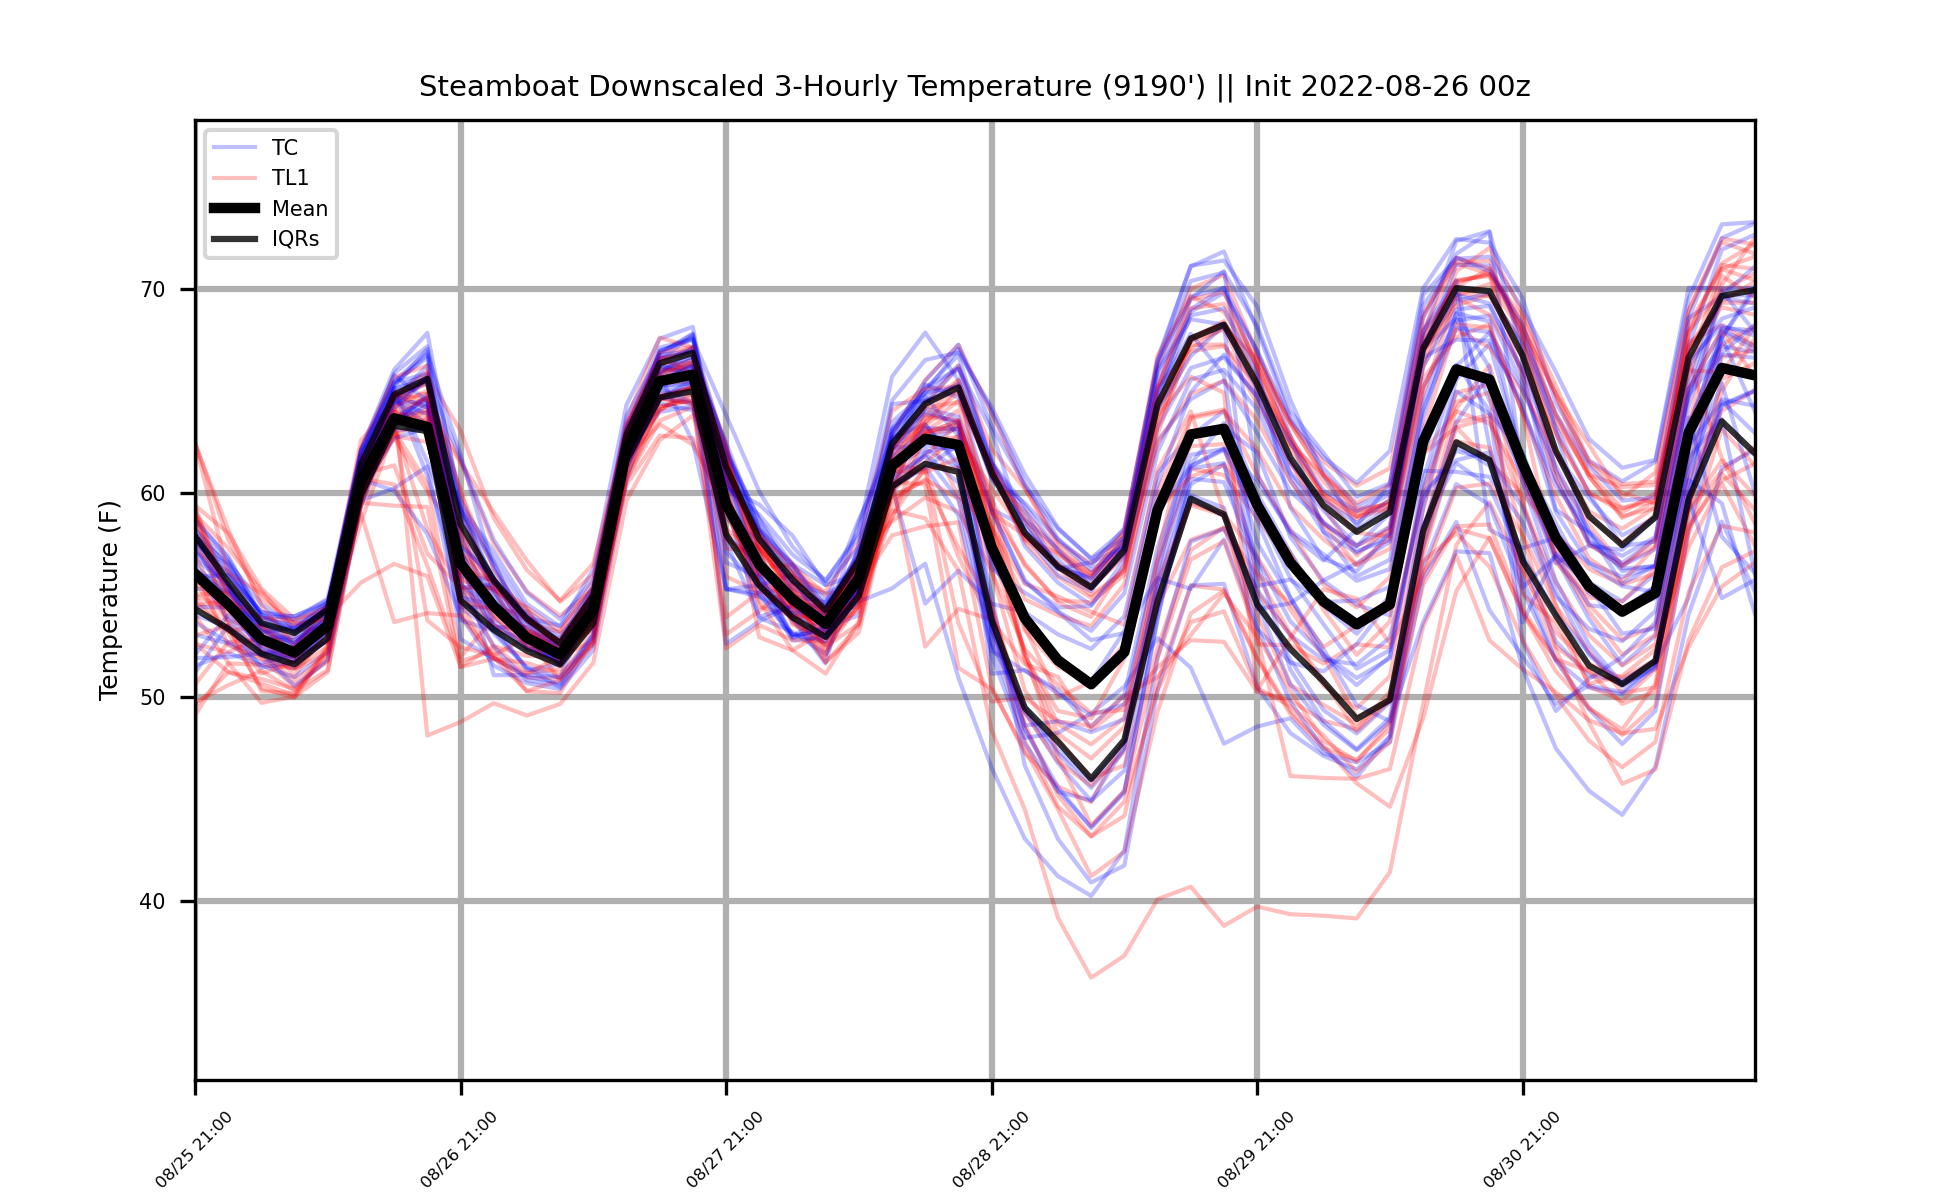 Steamboat Downscaled 3-Hourly Temperature (9190') || Init 2022-08-26 00z
TC
TL1
Mean
IQRs
Temperature (F)
70
60
50
40
08/25 21:00
08/26 21:00
08/27 21:00
08/28 21:00
08/29 21:00
08/30 21:00